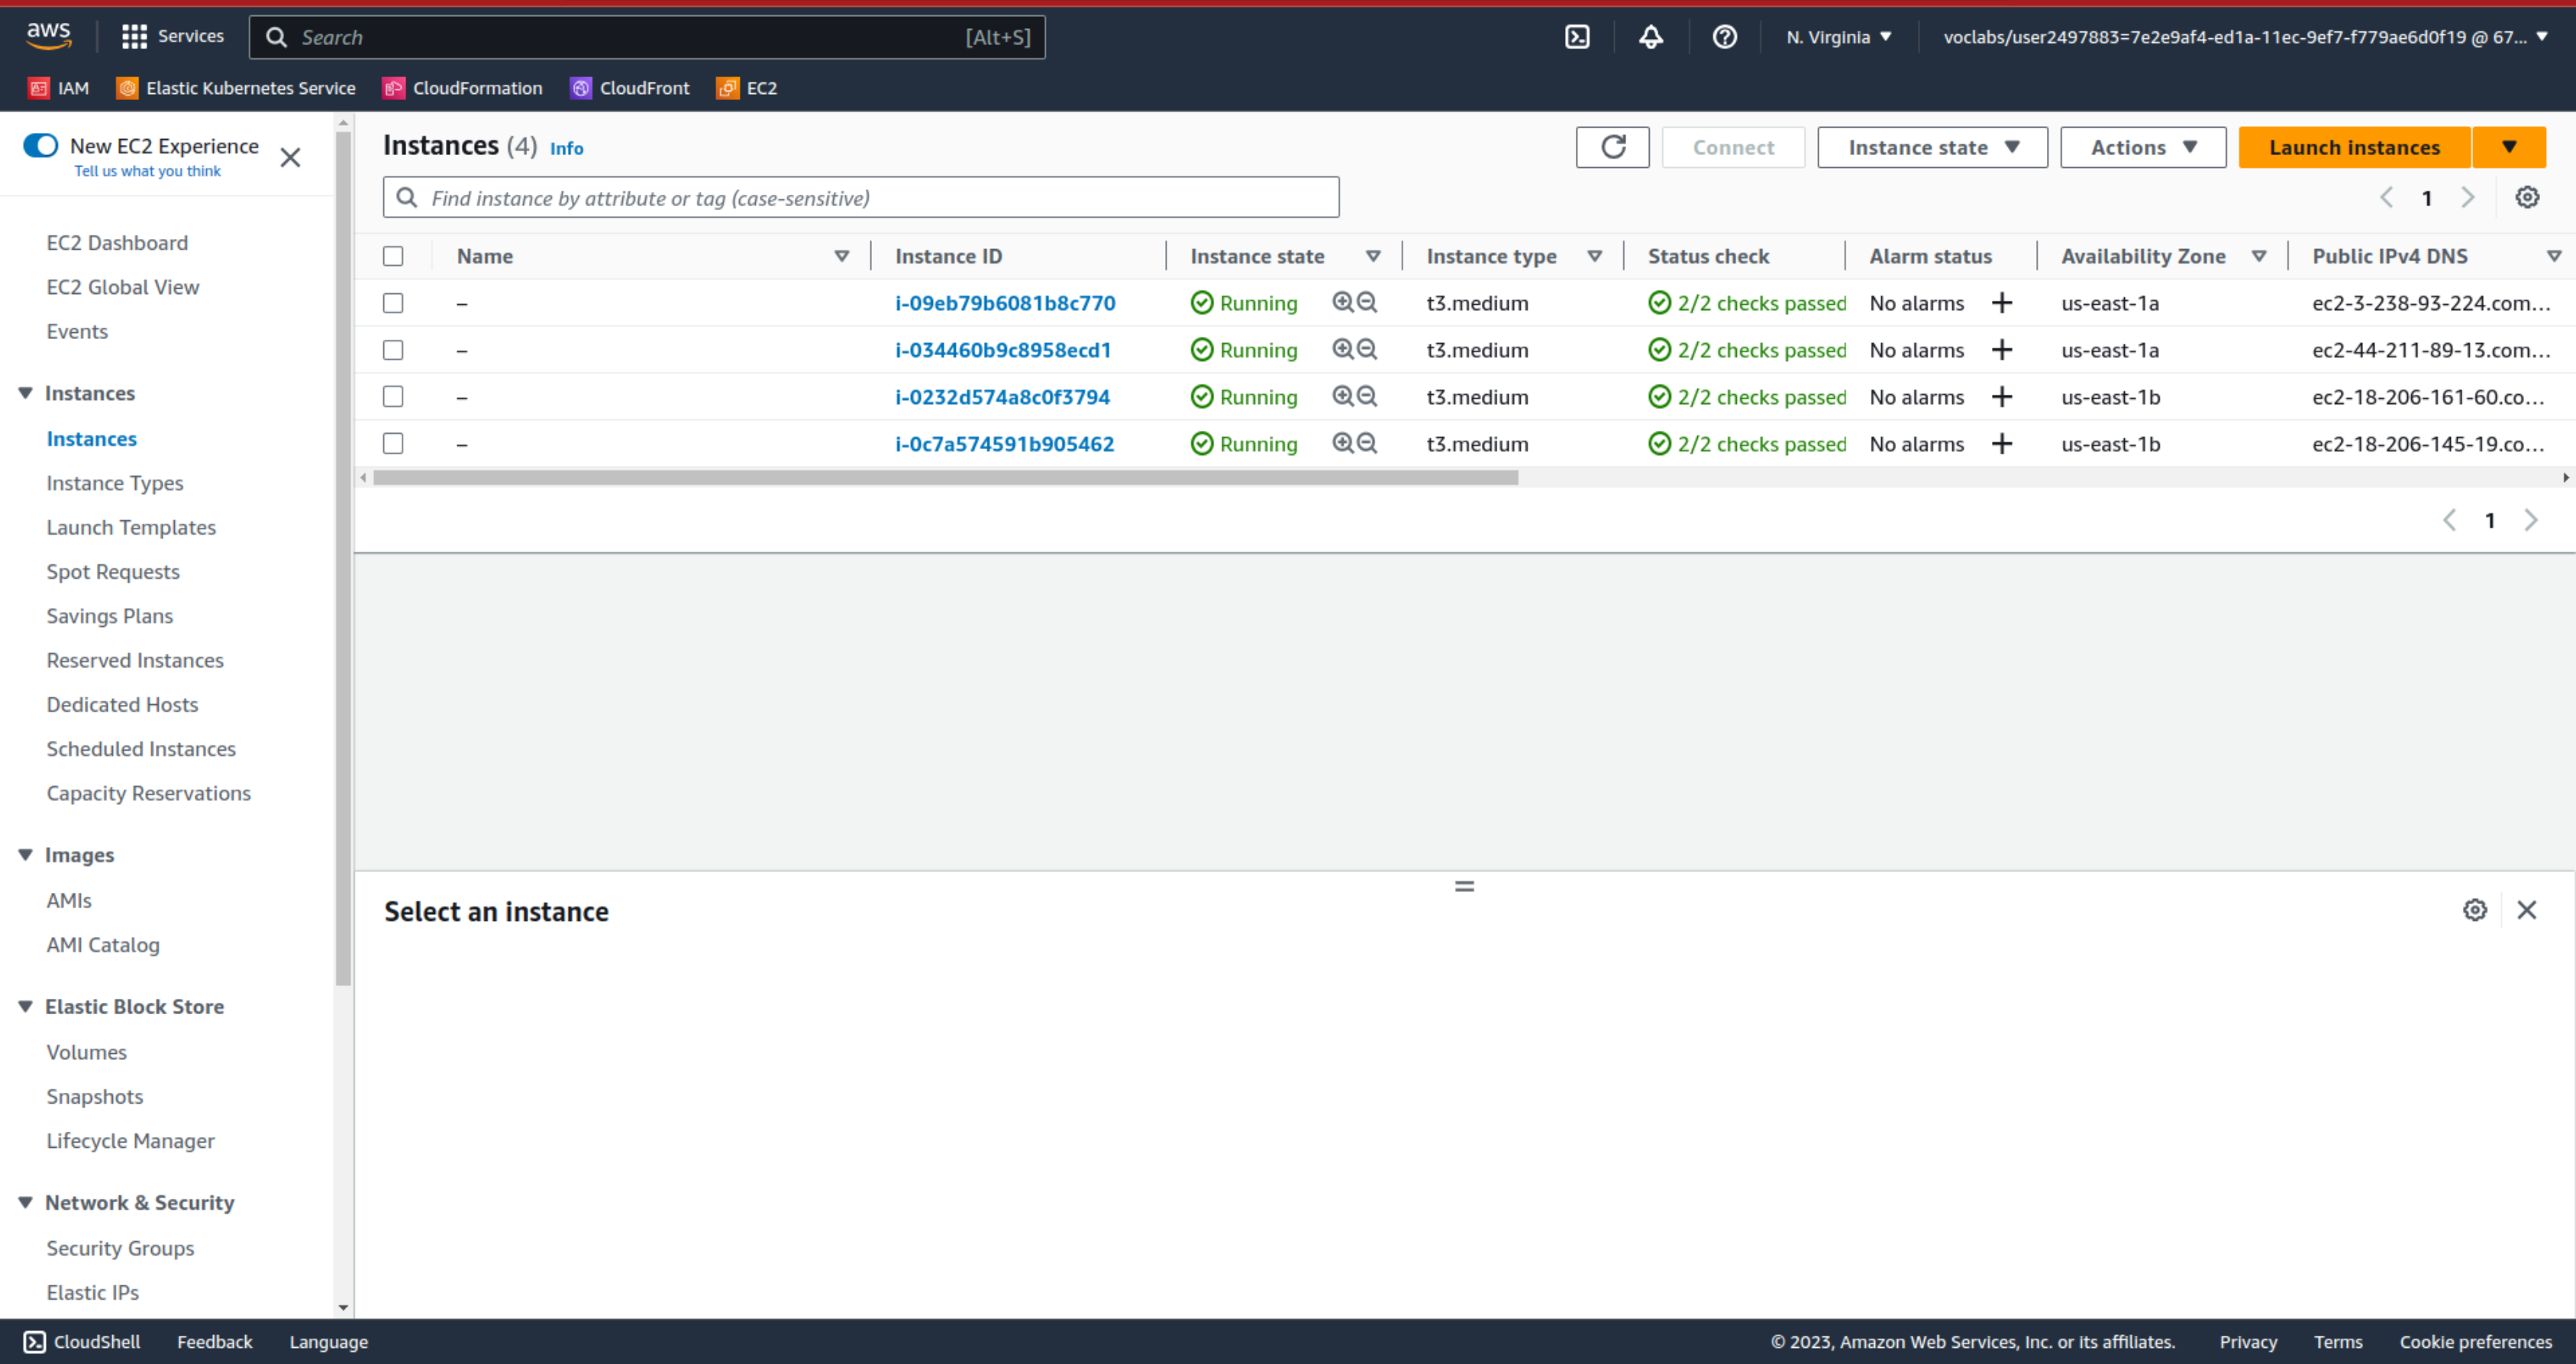 aws Services Search [Alt+S] N. Virginia voclabs/user2497883=7e2e9af4-ed1a-11ec-9ef7-f779ae6d0f19 @ 67...
IAM Elastic Kubernetes Service CloudFormation CloudFront EC2
New EC2 Experience
Tell us what you think
EC2 Dashboard
EC2 Global View
Events
Instances
Instances
Instance Types
Launch Templates
Spot Requests
Savings Plans
Reserved Instances
Dedicated Hosts
Scheduled Instances
Capacity Reservations
Images
AMIs
AMI Catalog
Elastic Block Store
Volumes
Snapshots
Lifecycle Manager
Network & Security
Security Groups
Elastic IPs
Instances (4) Info Connect Instance state Actions Launch instances
Find instance by attribute or tag (case-sensitive) 1
Name Instance ID Instance state Instance type Status check Alarm status Availability Zone Public IPv4 DNS
– i-09eb79b6081b8c770 Running t3.medium 2/2 checks passed No alarms + us-east-1a ec2-3-238-93-224.com...
– i-034460b9c8958ecd1 Running t3.medium 2/2 checks passed No alarms + us-east-1a ec2-44-211-89-13.com...
– i-0232d574a8c0f3794 Running t3.medium 2/2 checks passed No alarms + us-east-1b ec2-18-206-161-60.co...
– i-0c7a574591b905462 Running t3.medium 2/2 checks passed No alarms + us-east-1b ec2-18-206-145-19.co...
1
Select an instance
CloudShell Feedback Language © 2023, Amazon Web Services, Inc. or its affiliates. Privacy Terms Cookie preferences